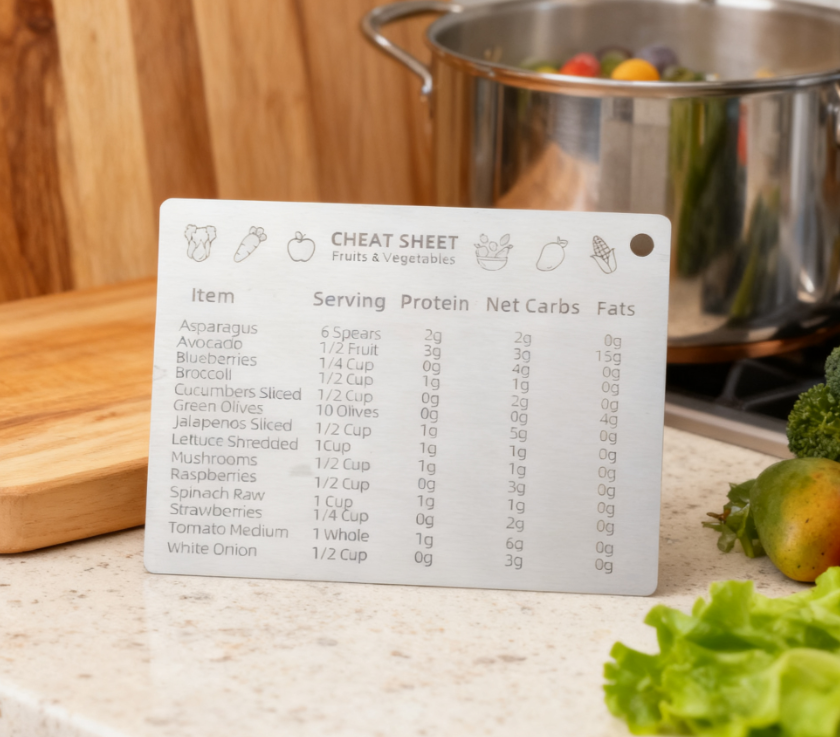 CHEAT SHEET
Fruits & Vegetables
Item Serving Protein Net Carbs Fats
Asparagus 6 Spears 2g 2g 0g
Avocado 1/2 Fruit 3g 3g 15g
Blueberries 1/4 Cup 0g 4g 0g
Broccoli 1/2 Cup 1g 1g 0g
Cucumbers Sliced 1/2 Cup 0g 2g 0g
Green Olives 10 Olives 0g 0g 4g
Jalapenos Sliced 1/2 Cup 1g 5g 0g
Lettuce Shredded 1Cup 1g 1g 0g
Mushrooms 1/2 Cup 1g 1g 0g
Raspberries 1/2 Cup 0g 3g 0g
Spinach Raw 1 Cup 1g 1g 0g
Strawberries 1/4 Cup 0g 2g 0g
Tomato Medium 1 Whole 1g 6g 0g
White Onion 1/2 Cup 0g 3g 0g